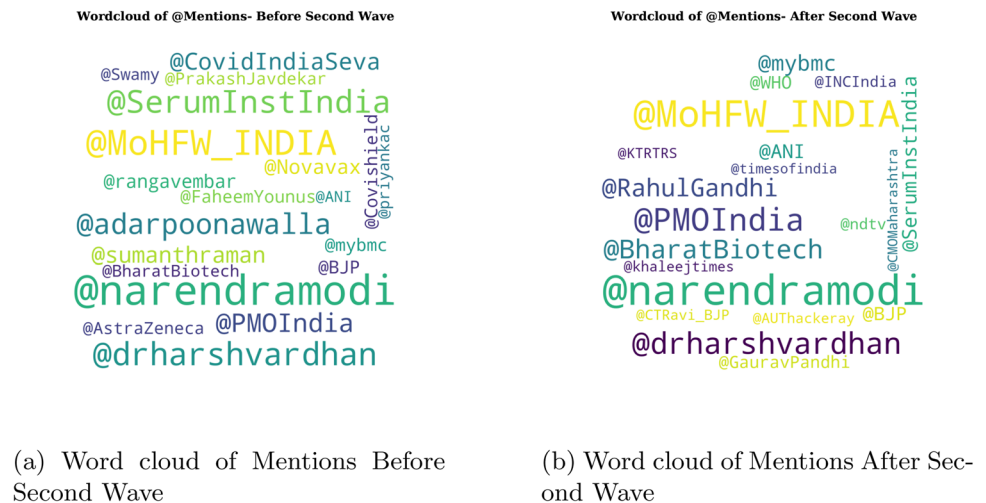 Wordcloud of @Mentions- Before Second Wave
@CovidIndiaSeva
@Swamy @PrakashJavdekar
@SerumInstIndia
@MoHFW_INDIA
@Covishield
@priyankac
@Novavax
@rangavembar
@FaheemYounus @ANI
@adarpoonawalla
@mybmc
@sumanthraman
@BharatBiotech @BJP
@narendramodi
@AstraZeneca @PMOIndia
@drharshvardhan
(a) Word cloud of Mentions Before
Second Wave
Wordcloud of @Mentions- After Second Wave
@mybmc
@WHO @INCIndia
@MoHFW_INDIA
@SerumInstIndia
@KTRTRS @ANI
@timesofindia
@CMOMaharashtra
@RahulGandhi
@PMOIndia @ndtv
@BharatBiotech
@khaleejtimes
@narendramodi
@CTRavi_BJP @AUThackeray @BJP
@drharshvardhan
@GauravPandhi
(b) Word cloud of Mentions After Sec-
ond Wave